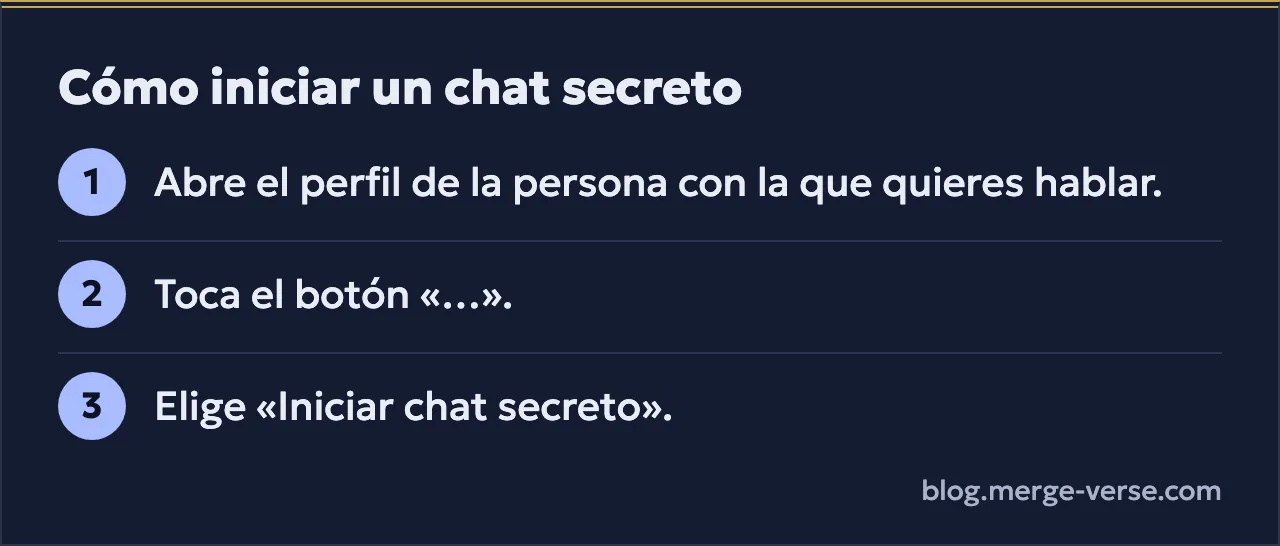 Cómo iniciar un chat secreto
1 Abre el perfil de la persona con la que quieres hablar.
2 Toca el botón «…».
3 Elige «Iniciar chat secreto».
blog.merge-verse.com